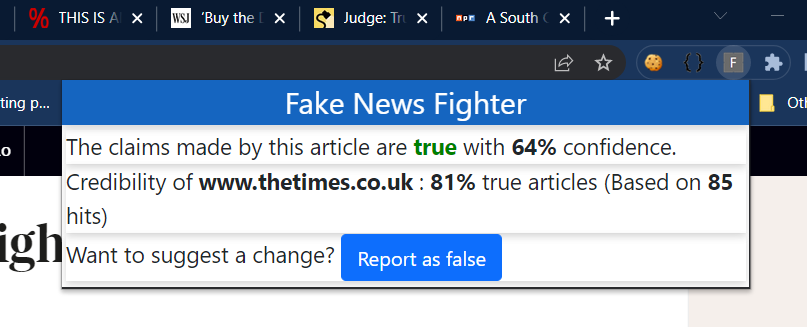 THIS IS A
WSJ 'Buy the
Judge: Tr
npr A South
F
ting p...
Fake News Fighter
The claims made by this article are true with 64% confidence.
Credibility of www.thetimes.co.uk : 81% true articles (Based on 85
hits)
Want to suggest a change? Report as false
igh